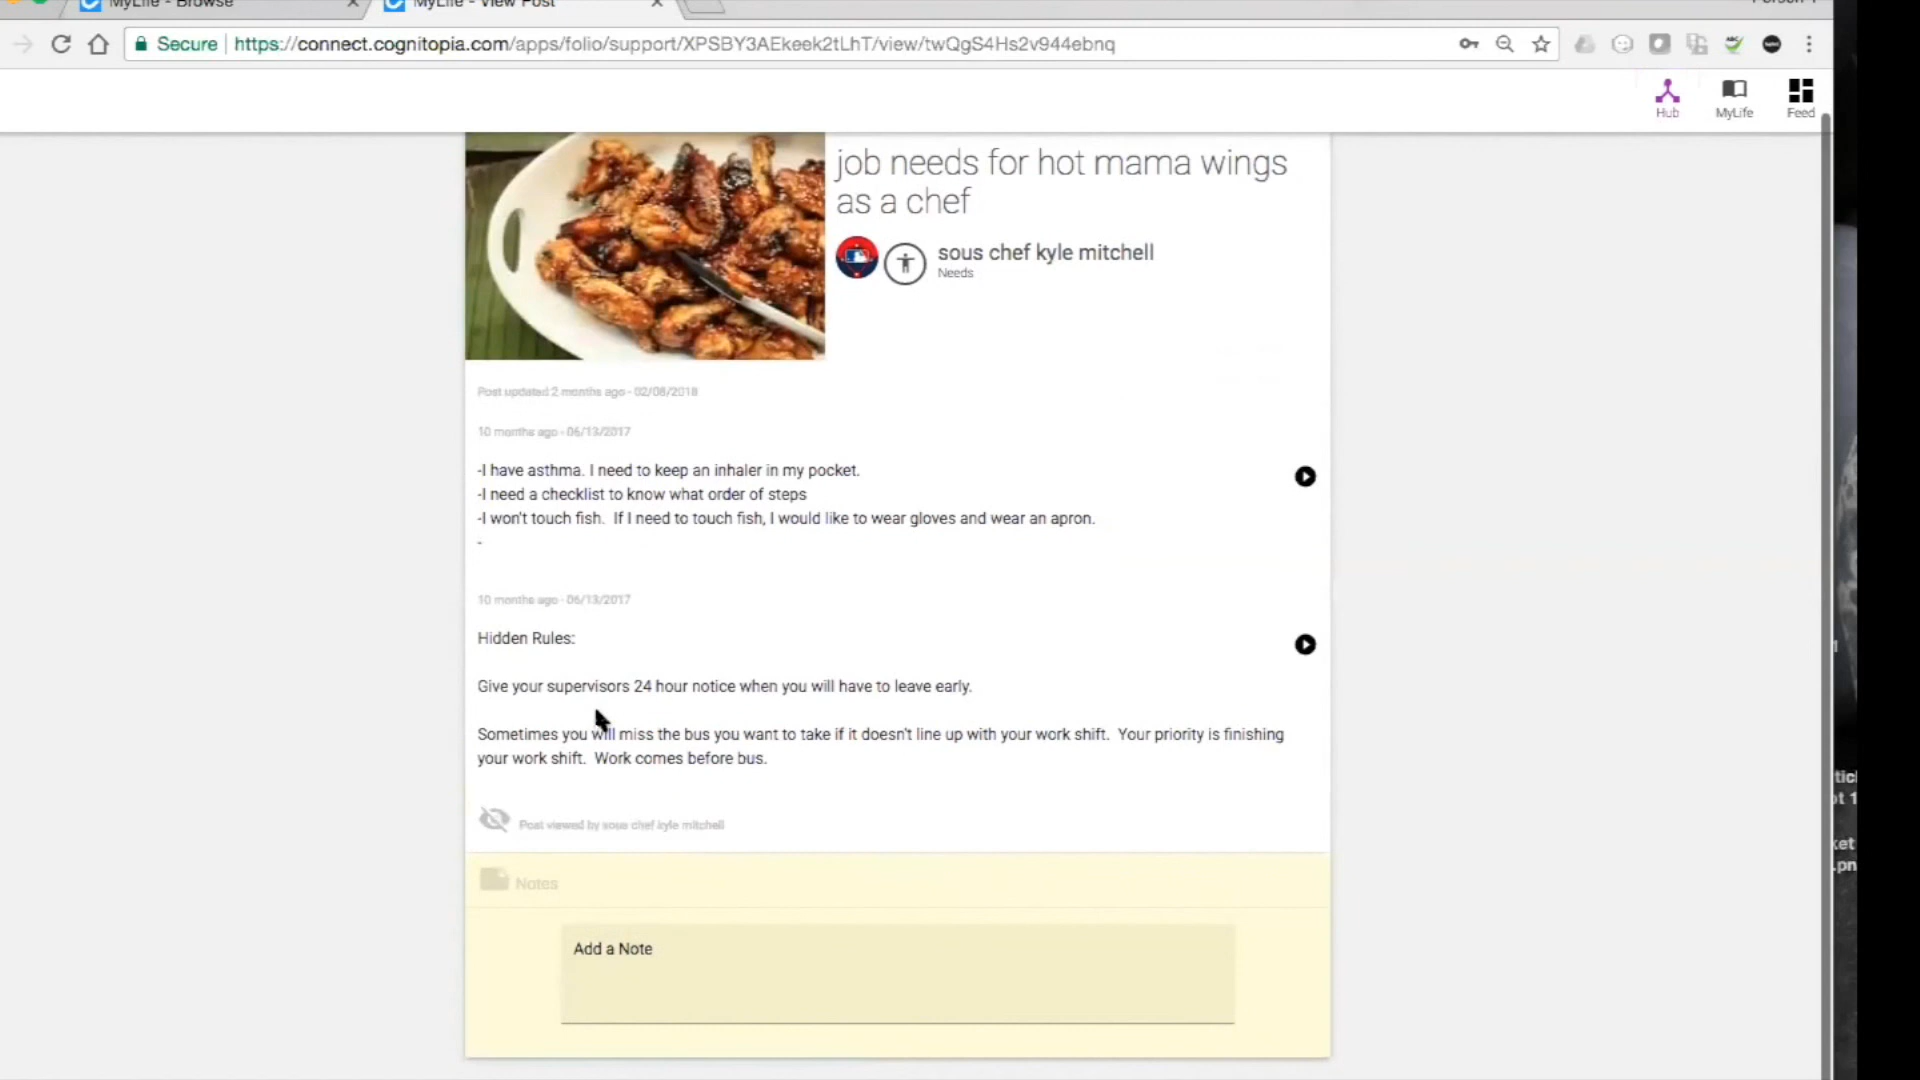 MyLife - Browse
MyLife - View Post
Secure https://connect.cognitopia.com/apps/folio/support/XPSBY3AEkeek2tLhT/view/twQgS4Hs2v944ebnq
Hub MyLife Feed
job needs for hot mama wings
as a chef
sous chef kyle mitchell
Needs
Post updated 2 months ago - 02/08/2018
10 months ago - 06/13/2017
-I have asthma. I need to keep an inhaler in my pocket.
-I need a checklist to know what order of steps
-I won't touch fish. If I need to touch fish, I would like to wear gloves and wear an apron.
-
10 months ago - 06/13/2017
Hidden Rules:
Give your supervisors 24 hour notice when you will have to leave early.
Sometimes you will miss the bus you want to take if it doesn't line up with your work shift. Your priority is finishing
your work shift. Work comes before bus.
Post viewed by sous chef kyle mitchell
Notes
Add a Note